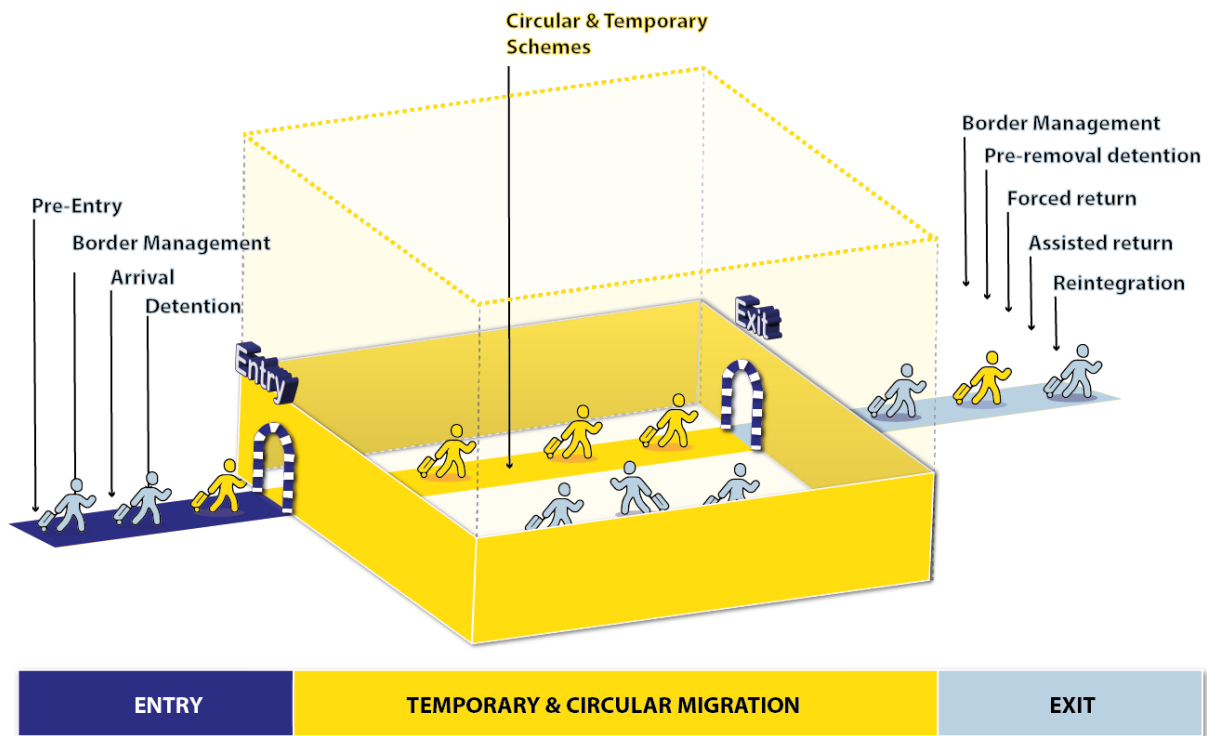 Circular & Temporary
Schemes
Pre-Entry
Border Management
Arrival
Detention
Border Management
Pre-removal detention
Forced return
Assisted return
Reintegration
Entry
Exit
ENTRY
TEMPORARY & CIRCULAR MIGRATION
EXIT